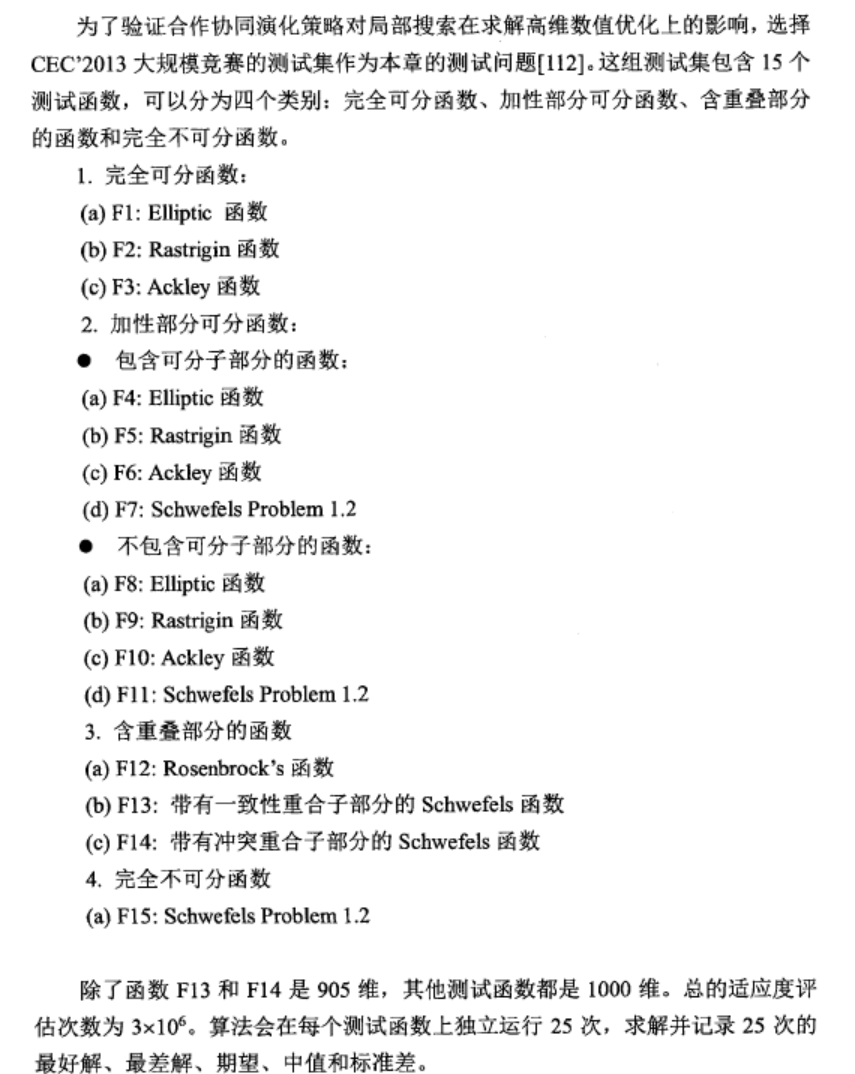 为了验证合作协同演化策略对局部搜索在求解高维数值优化上的影响，选择
CEC’2013 大规模竞赛的测试集作为本章的测试问题[112]。这组测试集包含 15 个
测试函数，可以分为四个类别：完全可分函数、加性部分可分函数、含重叠部分
的函数和完全不可分函数。
1. 完全可分函数：
(a) F1: Elliptic 函数
(b) F2: Rastrigin 函数
(c) F3: Ackley 函数
2. 加性部分可分函数：
● 包含可分子部分的函数：
(a) F4: Elliptic 函数
(b) F5: Rastrigin 函数
(c) F6: Ackley 函数
(d) F7: Schwefels Problem 1.2
● 不包含可分子部分的函数：
(a) F8: Elliptic 函数
(b) F9: Rastrigin 函数
(c) F10: Ackley 函数
(d) F11: Schwefels Problem 1.2
3. 含重叠部分的函数
(a) F12: Rosenbrock’s 函数
(b) F13: 带有一致性重合子部分的 Schwefels 函数
(c) F14: 带有冲突重合子部分的 Schwefels 函数
4. 完全不可分函数
(a) F15: Schwefels Problem 1.2
除了函数 F13 和 F14 是 905 维，其他测试函数都是 1000 维。总的适应度评
估次数为 3×10⁶。算法会在每个测试函数上独立运行 25 次，求解并记录 25 次的
最好解、最差解、期望、中值和标准差。